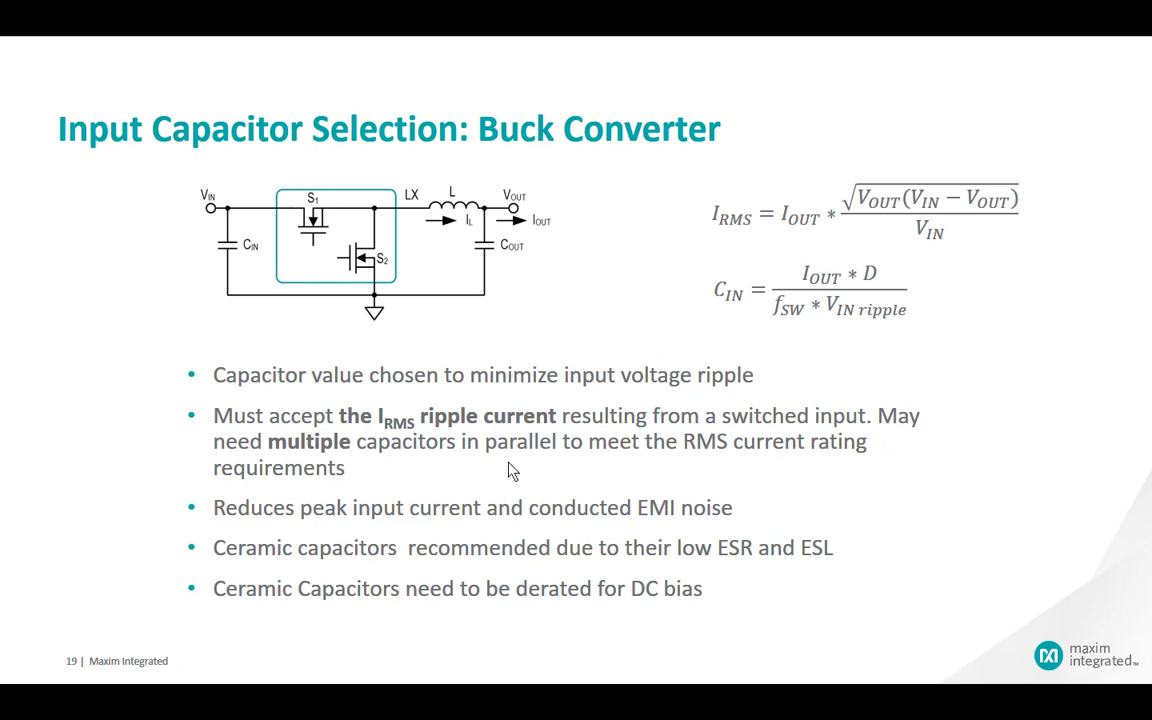 Input Capacitor Selection: Buck Converter
VIN
S1
LX
L
VOUT
IL
IOUT
CIN
S2
COUT
IRMS = IOUT * √VOUT(VIN − VOUT) / VIN
CIN = IOUT * D / fSW * VIN ripple
• Capacitor value chosen to minimize input voltage ripple
• Must accept the IRMS ripple current resulting from a switched input. May
need multiple capacitors in parallel to meet the RMS current rating
requirements
• Reduces peak input current and conducted EMI noise
• Ceramic capacitors  recommended due to their low ESR and ESL
• Ceramic Capacitors need to be derated for DC bias
19 | Maxim Integrated
maxim
integrated™